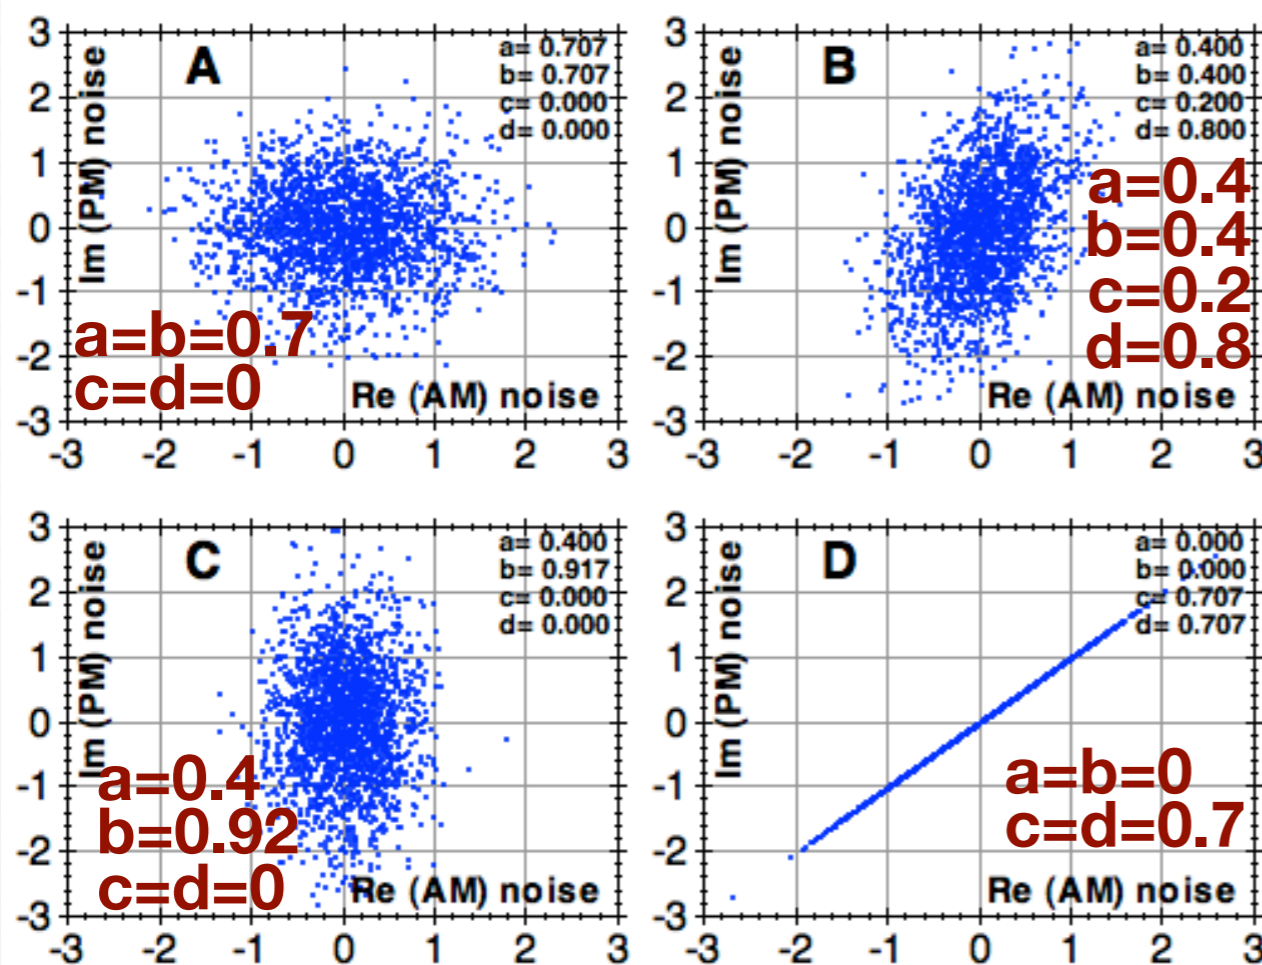 A
a= 0.707
b= 0.707
c= 0.000
d= 0.000
3
2
1
0
-1
-2
-3
Im (PM) noise
a=b=0.7
c=d=0
Re (AM) noise
-3 -2 -1 0 1 2 3
B
a= 0.400
b= 0.400
c= 0.200
d= 0.800
3
2
1
0
-1
-2
-3
Im (PM) noise
a=0.4
b=0.4
c=0.2
d=0.8
Re (AM) noise
-3 -2 -1 0 1 2 3
C
a= 0.400
b= 0.917
c= 0.000
d= 0.000
3
2
1
0
-1
-2
-3
Im (PM) noise
a=0.4
b=0.92
c=d=0
Re (AM) noise
-3 -2 -1 0 1 2 3
D
a= 0.000
b= 0.000
c= 0.707
d= 0.707
3
2
1
0
-1
-2
-3
Im (PM) noise
a=b=0
c=d=0.7
Re (AM) noise
-3 -2 -1 0 1 2 3